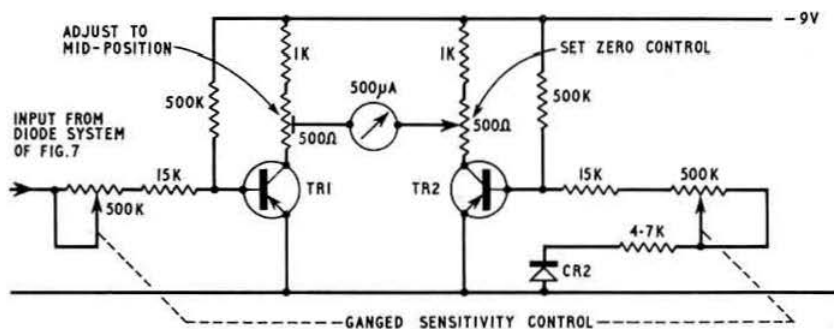 -9V
ADJUST TO
MID-POSITION
1K
1K
SET ZERO CONTROL
500µA
500K
500K
INPUT FROM
DIODE SYSTEM
OF FIG.7
500Ω
500Ω
15K
TR1
TR2
15K
500K
500K
4·7K
CR2
GANGED SENSITIVITY CONTROL